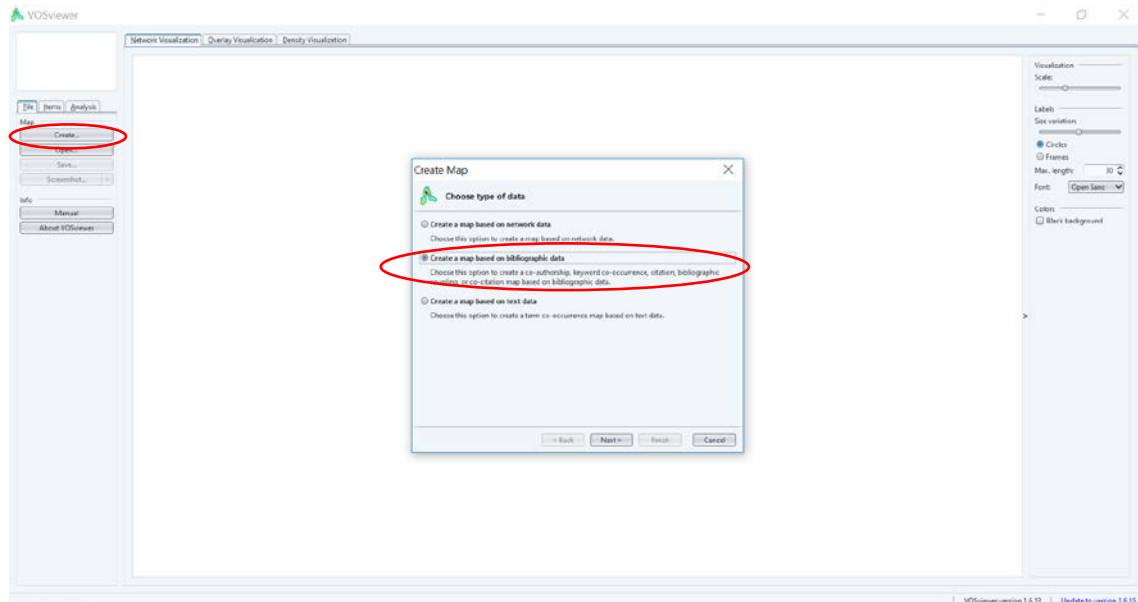 VOSviewer
Network Visualization Overlay Visualization Density Visualization
File Items Analysis
Map
Create...
Open...
Save...
Screenshot...
Info
Manual
About VOSviewer
Create Map
Choose type of data
Create a map based on network data
Choose this option to create a map based on network data.
Create a map based on bibliographic data
Choose this option to create a co-authorship, keyword co-occurrence, citation, bibliographic
coupling, or co-citation map based on bibliographic data.
Create a map based on text data
Choose this option to create a term co-occurrence map based on text data.
< Back Next > Finish Cancel
Visualization
Scale:
Labels
Size variation:
Circles
Frames
Max. length: 30
Font: Open Sans
Colors
Black background
>
VOSviewer version 1.6.13 Update to version 1.6.15